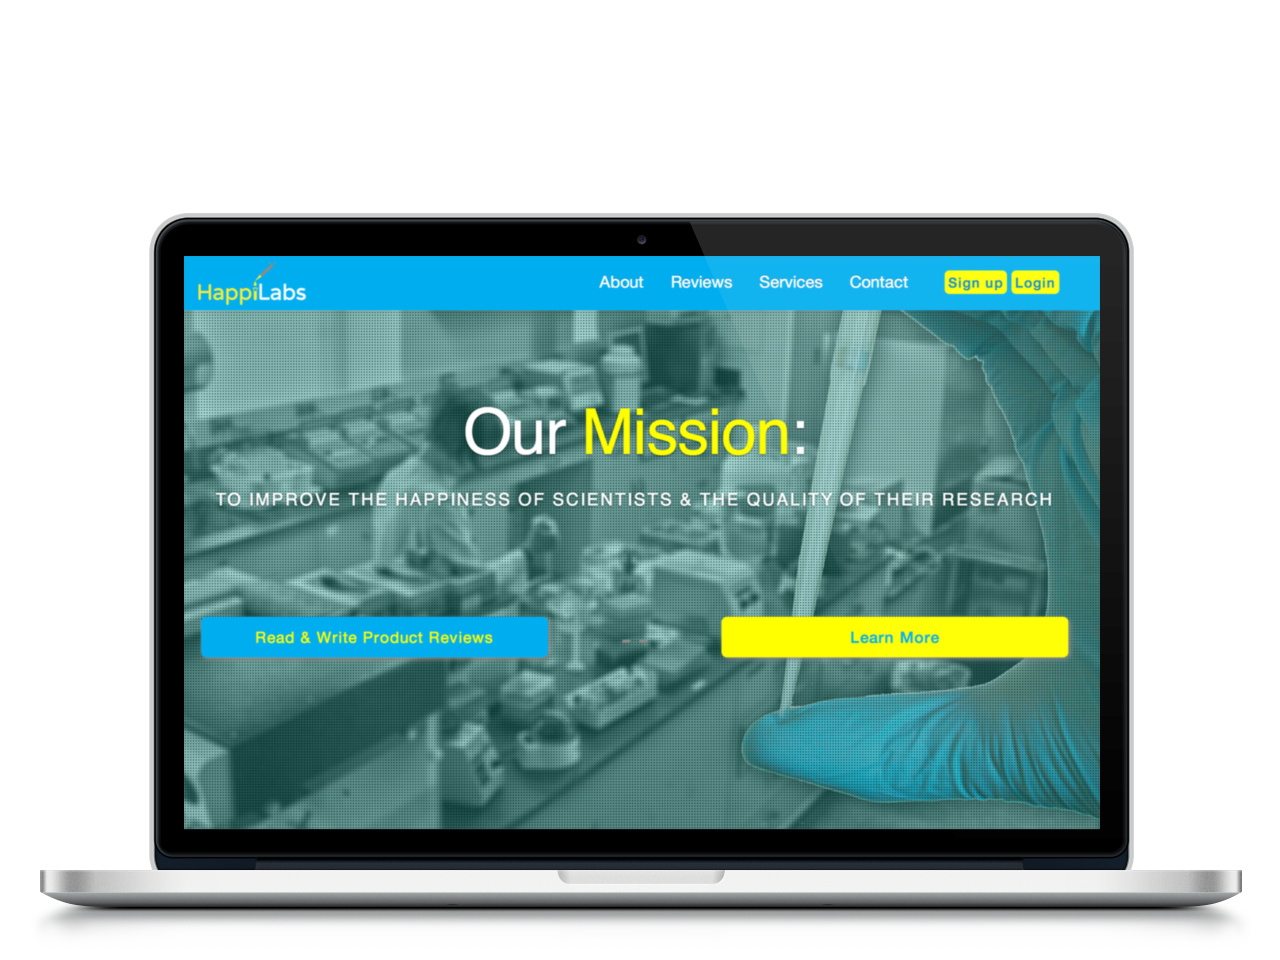 HappiLabs
About Reviews Services Contact Sign up Login
Our Mission:
TO IMPROVE THE HAPPINESS OF SCIENTISTS & THE QUALITY OF THEIR RESEARCH
Read & Write Product Reviews
Learn More